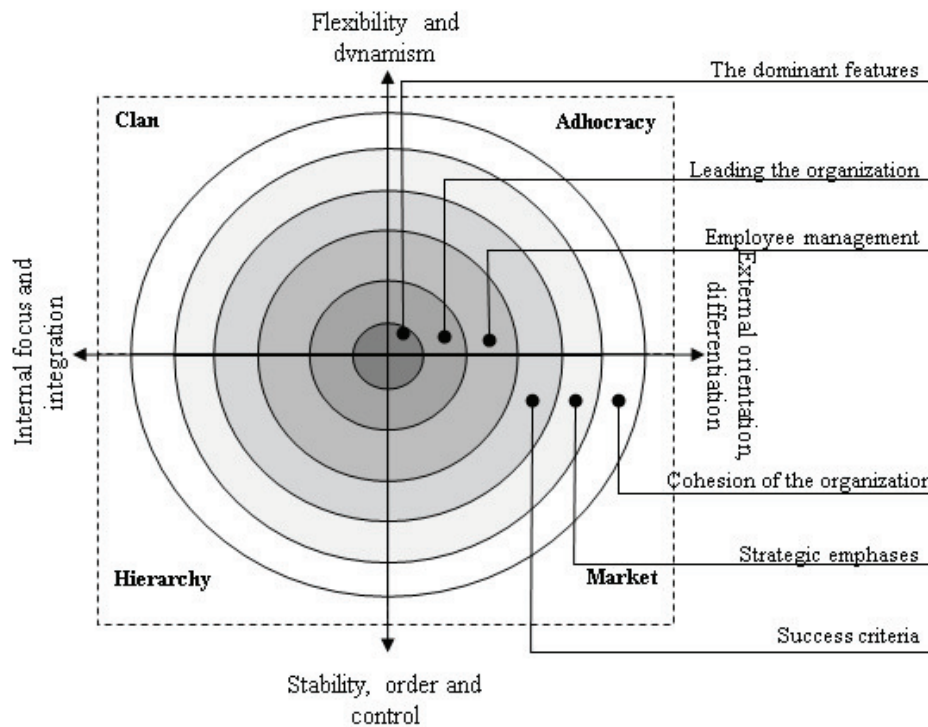 Flexibility and
dynamism
The dominant features
Clan
Adhocracy
Leading the organization
Employee management
Internal focus and
integration
External orientation,
differentiation
Cohesion of the organization
Strategic emphases
Hierarchy
Market
Success criteria
Stability, order and
control